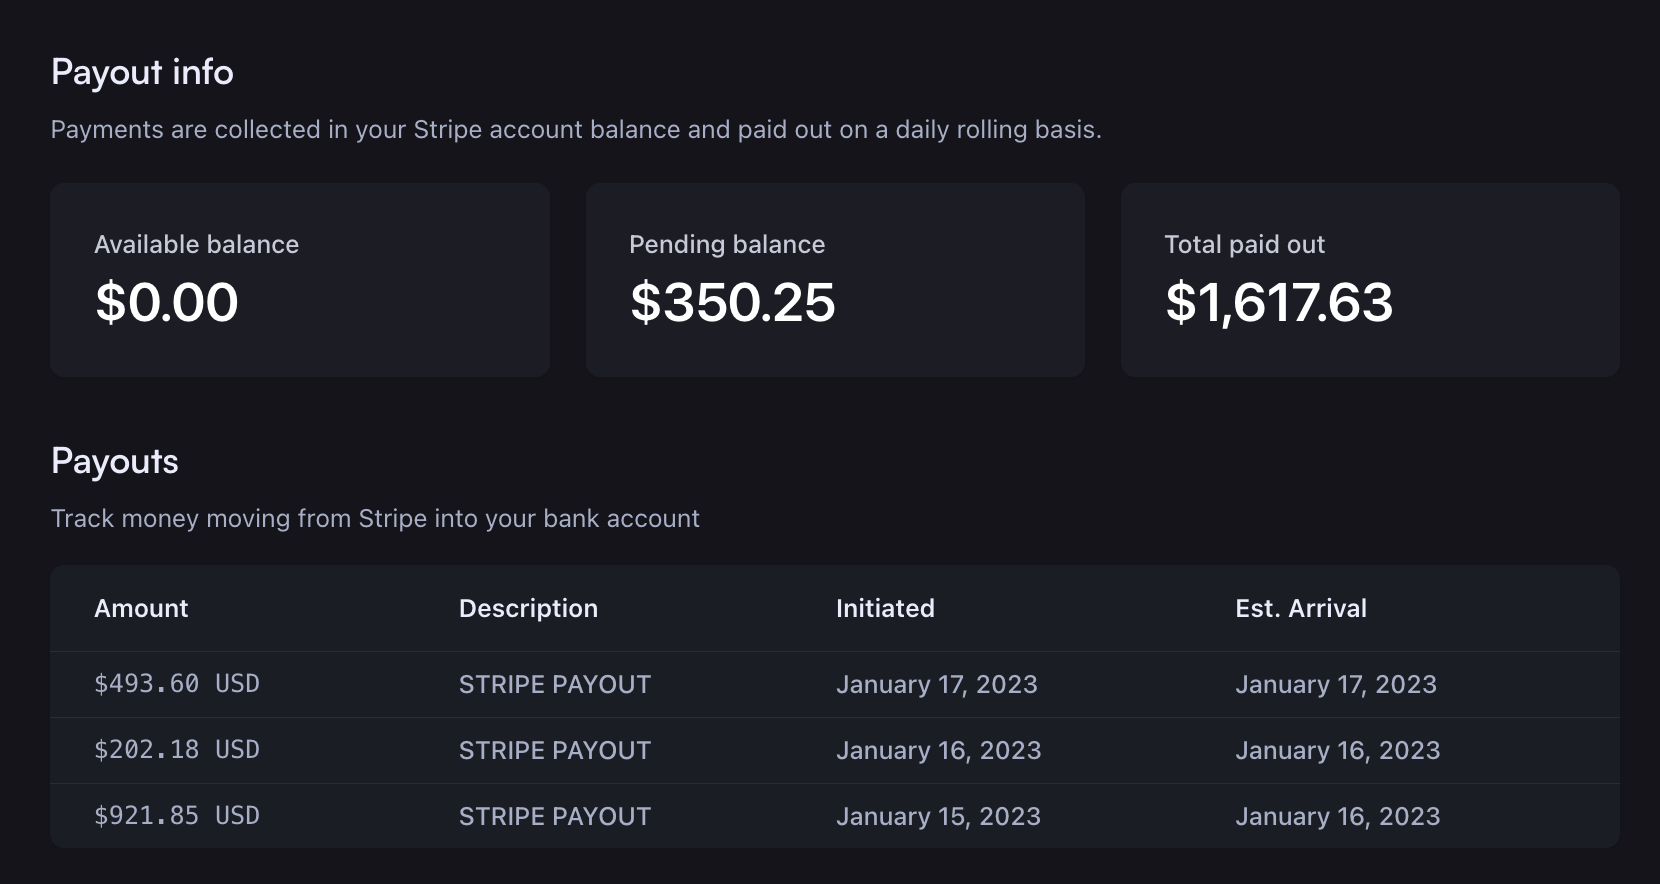 Payout info
Payments are collected in your Stripe account balance and paid out on a daily rolling basis.
Available balance
$0.00
Pending balance
$350.25
Total paid out
$1,617.63
Payouts
Track money moving from Stripe into your bank account
Amount Description Initiated Est. Arrival
$493.60 USD STRIPE PAYOUT January 17, 2023 January 17, 2023
$202.18 USD STRIPE PAYOUT January 16, 2023 January 16, 2023
$921.85 USD STRIPE PAYOUT January 15, 2023 January 16, 2023